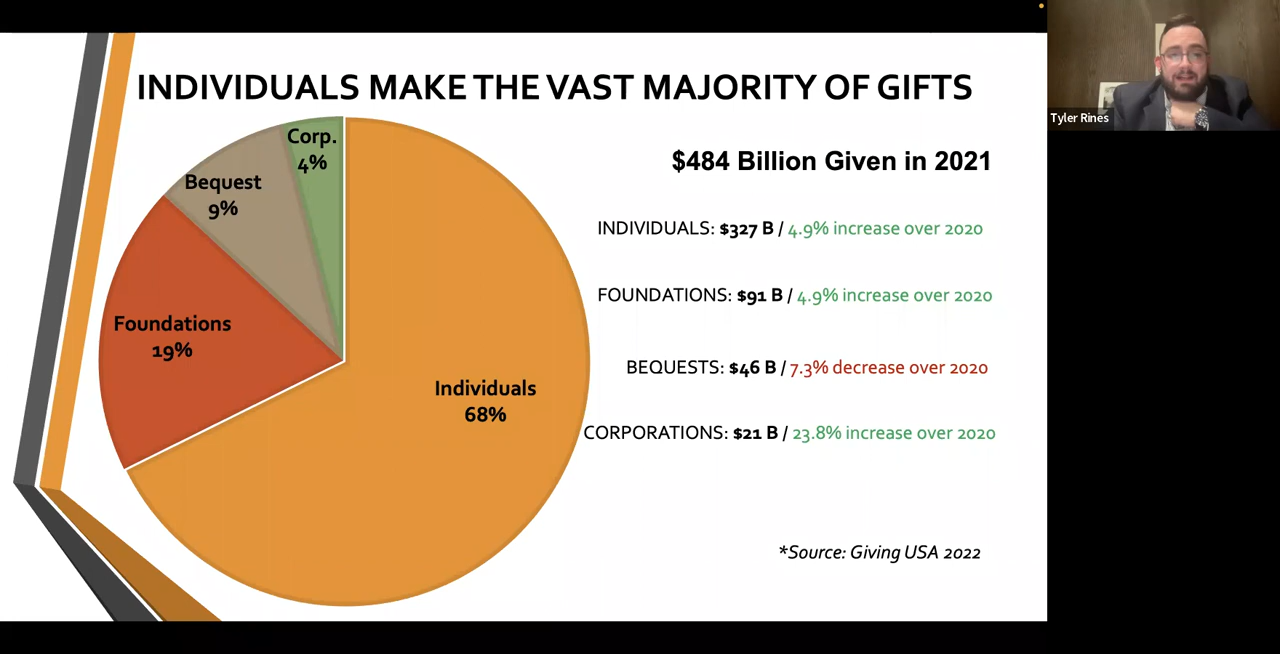 INDIVIDUALS MAKE THE VAST MAJORITY OF GIFTS
Tyler Rines
Corp.
4%
Bequest
9%
Foundations
19%
Individuals
68%
$484 Billion Given in 2021
INDIVIDUALS: $327 B / 4.9% increase over 2020
FOUNDATIONS: $91 B / 4.9% increase over 2020
BEQUESTS: $46 B / 7.3% decrease over 2020
CORPORATIONS: $21 B / 23.8% increase over 2020
*Source: Giving USA 2022